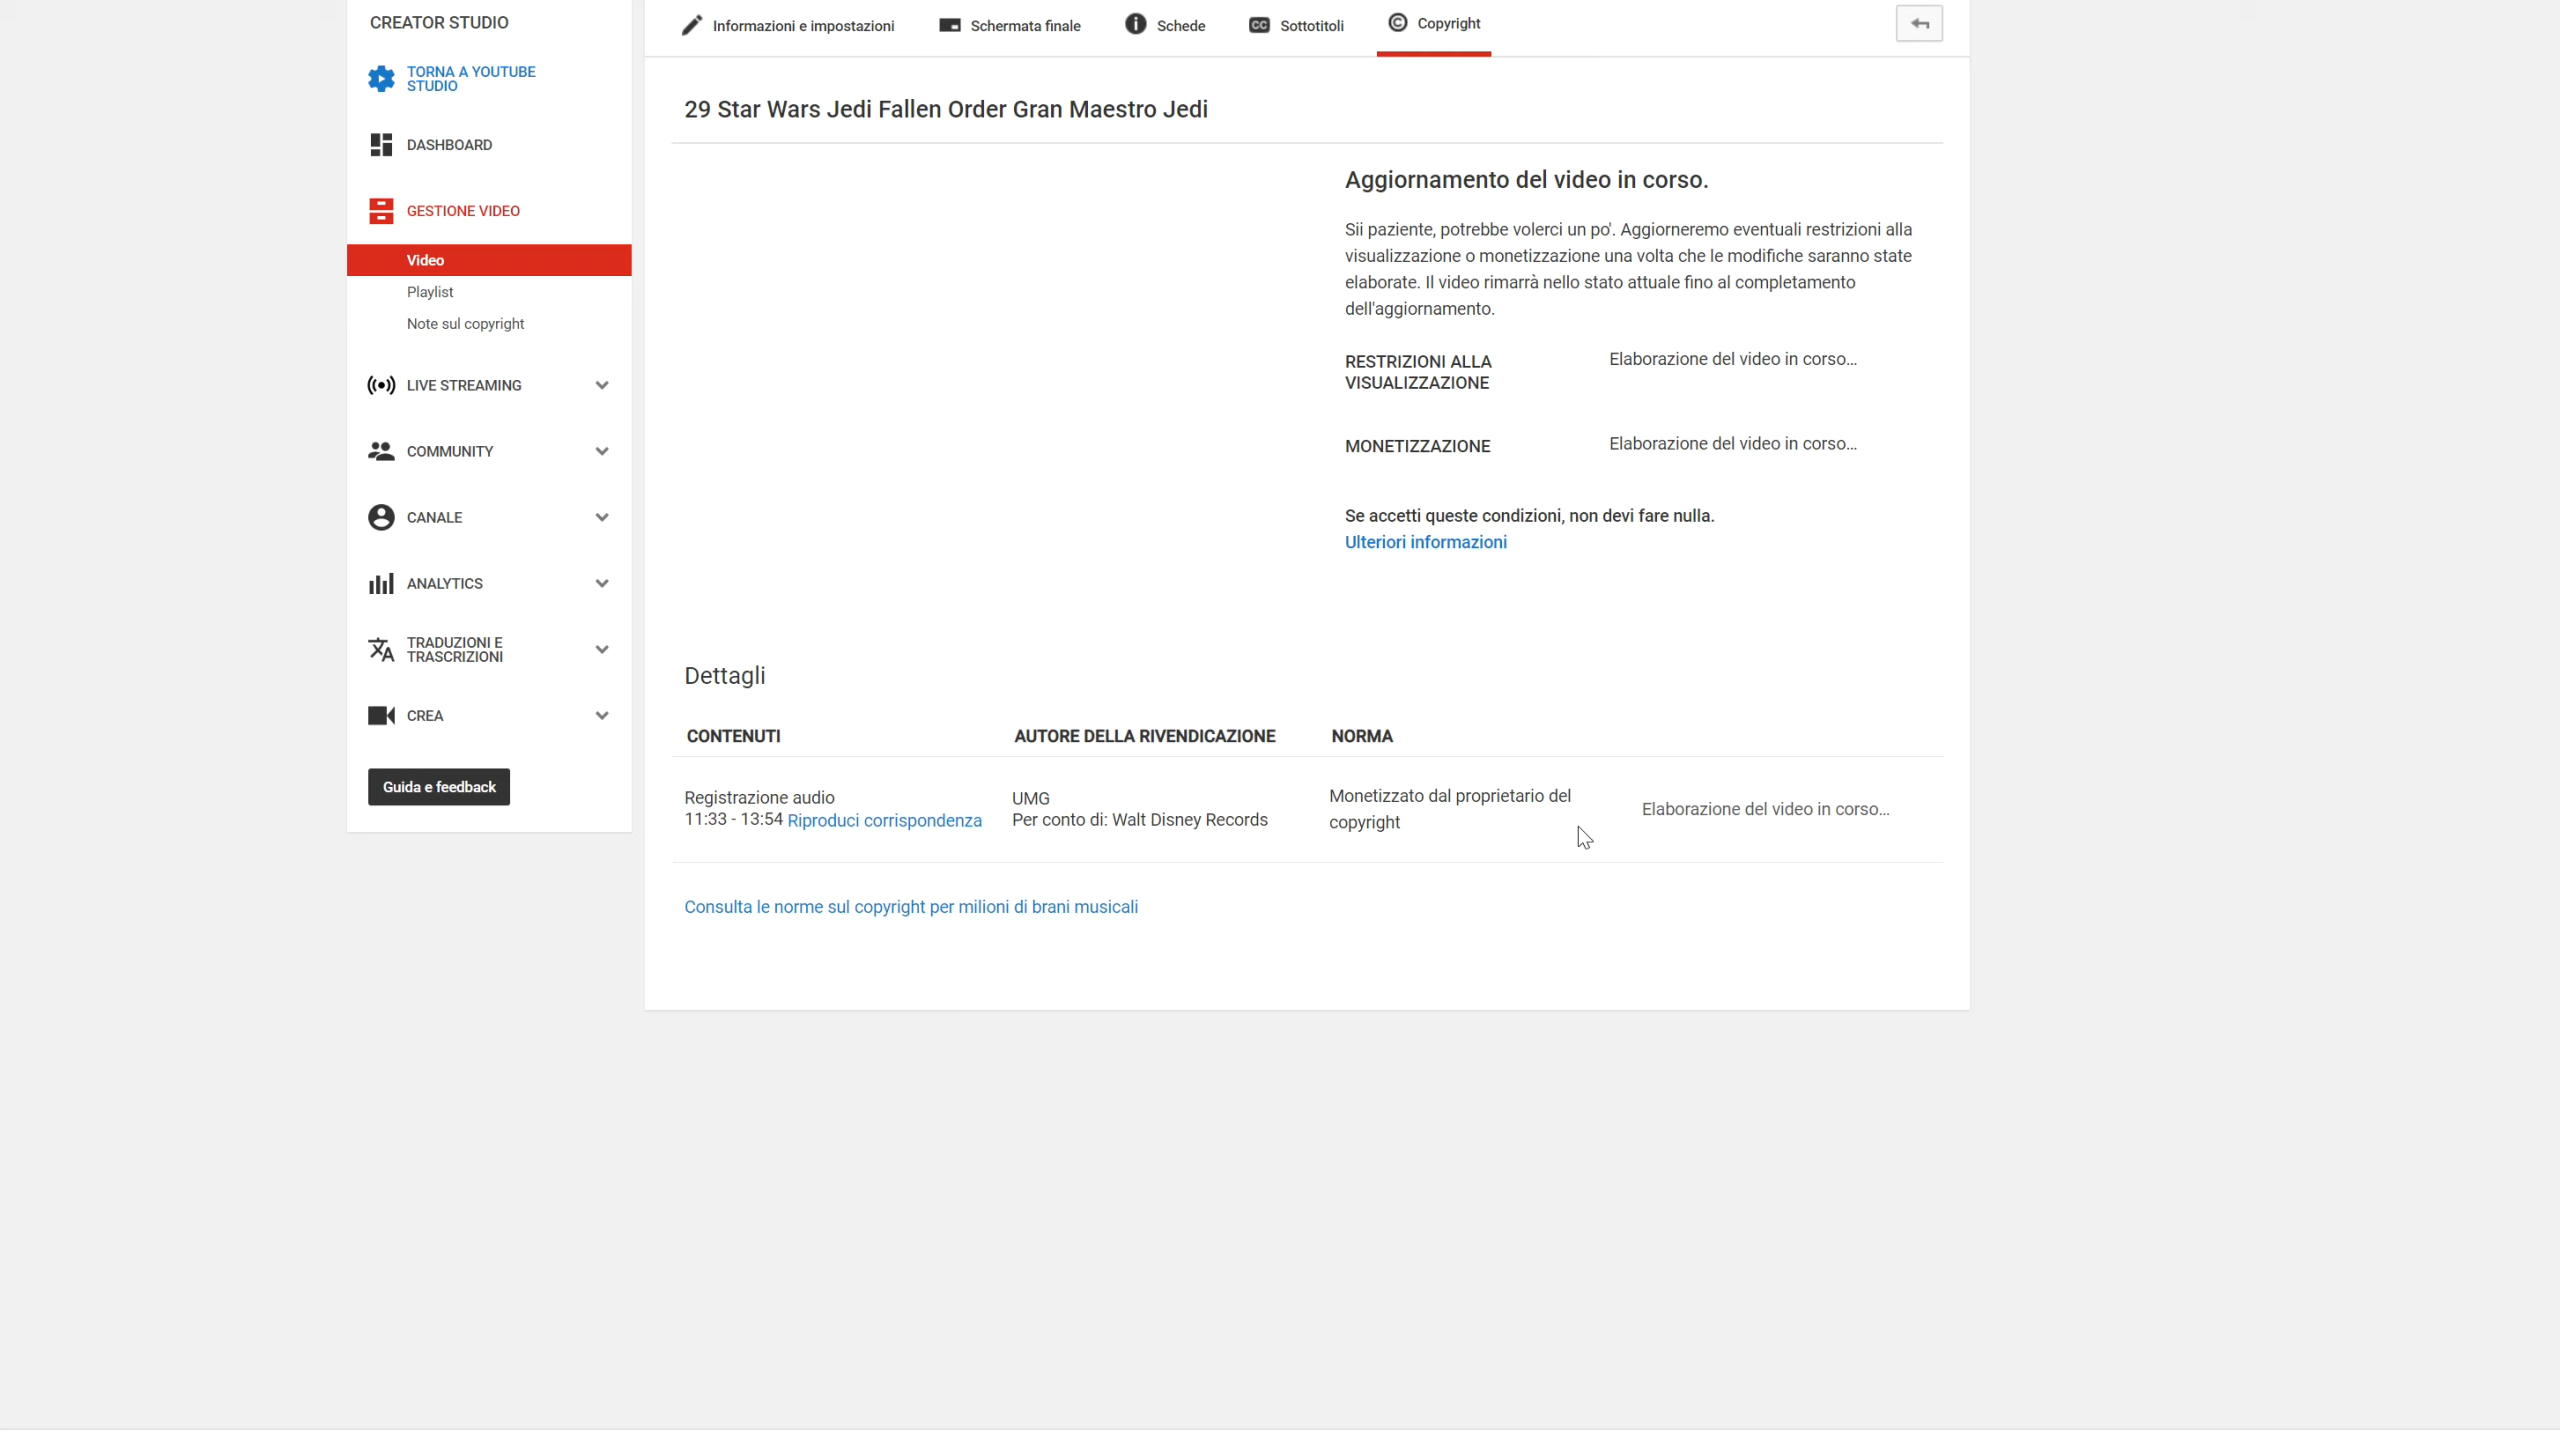 CREATOR STUDIO
TORNA A YOUTUBE
STUDIO
DASHBOARD
GESTIONE VIDEO
Video
Playlist
Note sul copyright
LIVE STREAMING
COMMUNITY
CANALE
ANALYTICS
TRADUZIONI E
TRASCRIZIONI
CREA
Guida e feedback
Informazioni e impostazioni
Schermata finale
Schede
CC Sottotitoli
Copyright
29 Star Wars Jedi Fallen Order Gran Maestro Jedi
Aggiornamento del video in corso.
Sii paziente, potrebbe volerci un po'. Aggiorneremo eventuali restrizioni alla
visualizzazione o monetizzazione una volta che le modifiche saranno state
elaborate. Il video rimarrà nello stato attuale fino al completamento
dell'aggiornamento.
RESTRIZIONI ALLA
VISUALIZZAZIONE
Elaborazione del video in corso...
MONETIZZAZIONE
Elaborazione del video in corso...
Se accetti queste condizioni, non devi fare nulla.
Ulteriori informazioni
Dettagli
CONTENUTI
AUTORE DELLA RIVENDICAZIONE
NORMA
Registrazione audio
11:33 - 13:54 Riproduci corrispondenza
UMG
Per conto di: Walt Disney Records
Monetizzato dal proprietario del
copyright
Elaborazione del video in corso...
Consulta le norme sul copyright per milioni di brani musicali